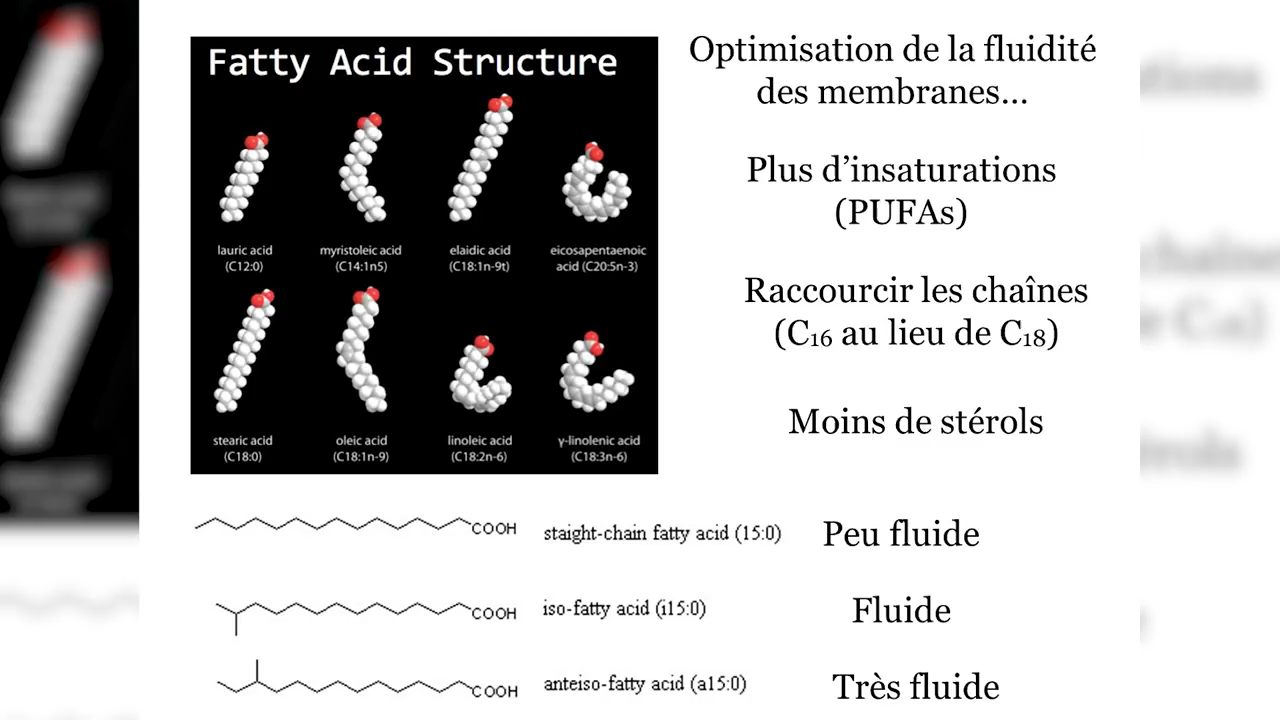 Fatty Acid Structure
lauric acid
(C12:0)
myristoleic acid
(C14:1n5)
elaidic acid
(C18:1n-9t)
eicosapentaenoic
acid (C20:5n-3)
stearic acid
(C18:0)
oleic acid
(C18:1n-9)
linoleic acid
(C18:2n-6)
γ-linolenic acid
(C18:3n-6)
Optimisation de la fluidité
des membranes...
Plus d’insaturations
(PUFAs)
Raccourcir les chaînes
(C₁₆ au lieu de C₁₈)
Moins de stérols
COOH staight-chain fatty acid (15:0) Peu fluide
COOH iso-fatty acid (i15:0) Fluide
COOH anteiso-fatty acid (a15:0) Très fluide